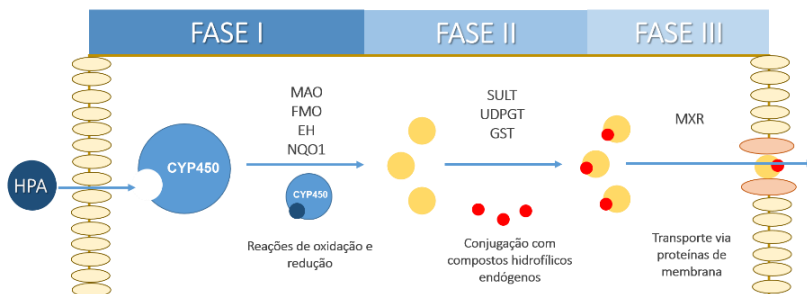 FASE I
FASE II
FASE III
MAO
FMO
EH
NQO1
SULT
UDPGT
GST
MXR
HPA
CYP450
CYP450
Reações de oxidação e
redução
Conjugação com
compostos hidrofílicos
endógenos
Transporte via
proteínas de
membrana